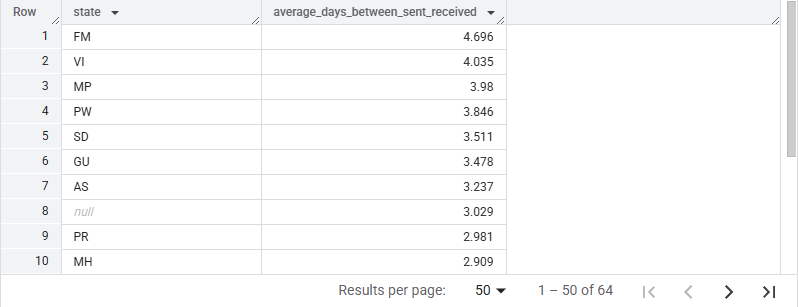 Row state average_days_between_sent_received
1 FM 4.696
2 VI 4.035
3 MP 3.98
4 PW 3.846
5 SD 3.511
6 GU 3.478
7 AS 3.237
8 null 3.029
9 PR 2.981
10 MH 2.909
Results per page: 50 1 – 50 of 64